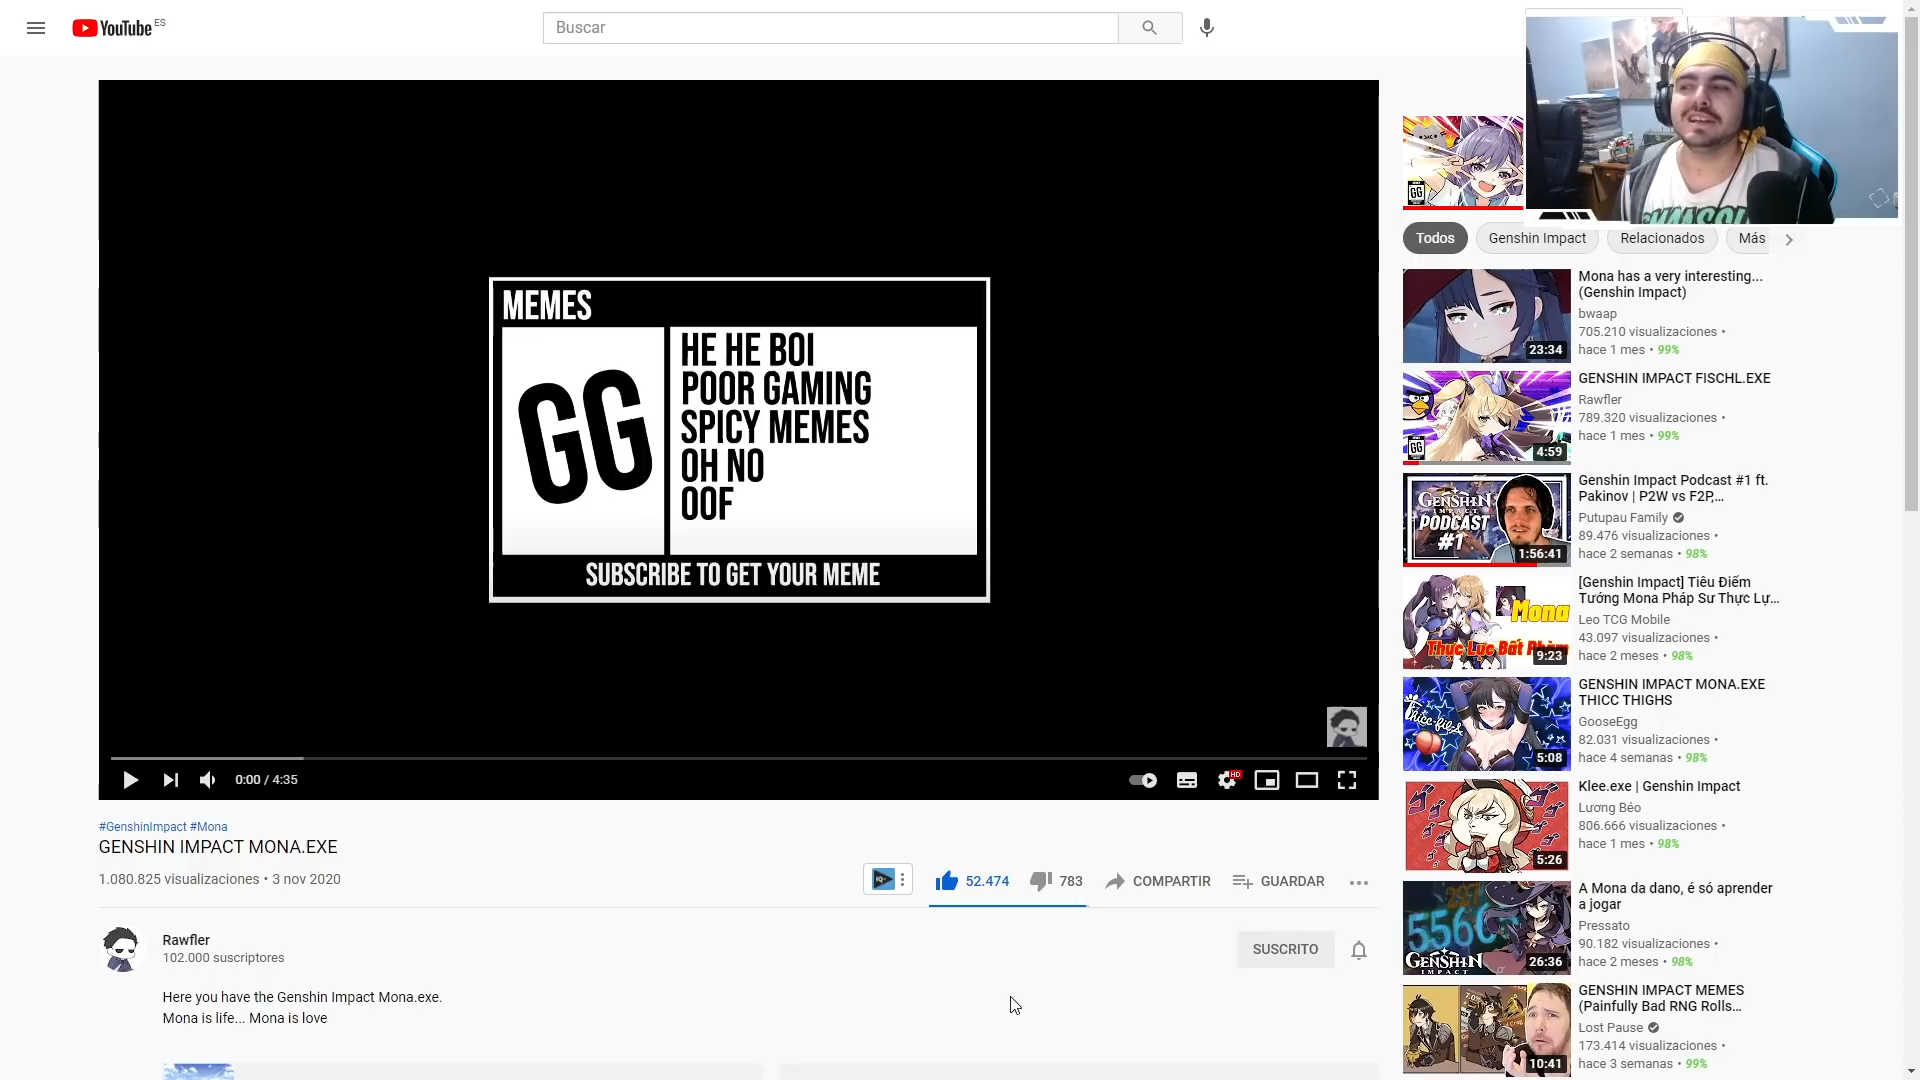 YouTube ES
Buscar
MEMES
GG
HE HE BOI
POOR GAMING
SPICY MEMES
OH NO
OOF
SUBSCRIBE TO GET YOUR MEME
0:00 / 4:35
HD
#GenshinImpact #Mona
GENSHIN IMPACT MONA.EXE
1.080.825 visualizaciones • 3 nov 2020
52.474
783
COMPARTIR
GUARDAR
Rawfler
102.000 suscriptores
SUSCRITO
Here you have the Genshin Impact Mona.exe.
Mona is life... Mona is love
GG
Todos
Genshin Impact
Relacionados
Más
23:34
Mona has a very interesting...
(Genshin Impact)
bwaap
705.210 visualizaciones •
hace 1 mes • 99%
GG
4:59
GENSHIN IMPACT FISCHL.EXE
Rawfler
789.320 visualizaciones •
hace 1 mes • 99%
GENSHIN
IMPACT
PODCAST
#1
1:56:41
Genshin Impact Podcast #1 ft.
Pakinov | P2W vs F2P,...
Putupau Family
89.476 visualizaciones •
hace 2 semanas • 98%
Mona
Thực Lực Bất Phàm
9:23
[Genshin Impact] Tiêu Điểm
Tướng Mona Pháp Sư Thực Lự...
Leo TCG Mobile
43.097 visualizaciones •
hace 2 meses • 98%
Thicc-fil-A
5:08
GENSHIN IMPACT MONA.EXE
THICC THIGHS
GooseEgg
82.031 visualizaciones •
hace 4 semanas • 98%
5:26
Klee.exe | Genshin Impact
Lương Béo
806.666 visualizaciones •
hace 1 mes • 98%
GENSHIN
IMPACT
26:36
A Mona da dano, é só aprender
a jogar
Pressato
90.182 visualizaciones •
hace 2 meses • 98%
10:41
GENSHIN IMPACT MEMES
(Painfully Bad RNG Rolls...
Lost Pause
173.414 visualizaciones •
hace 3 semanas • 99%